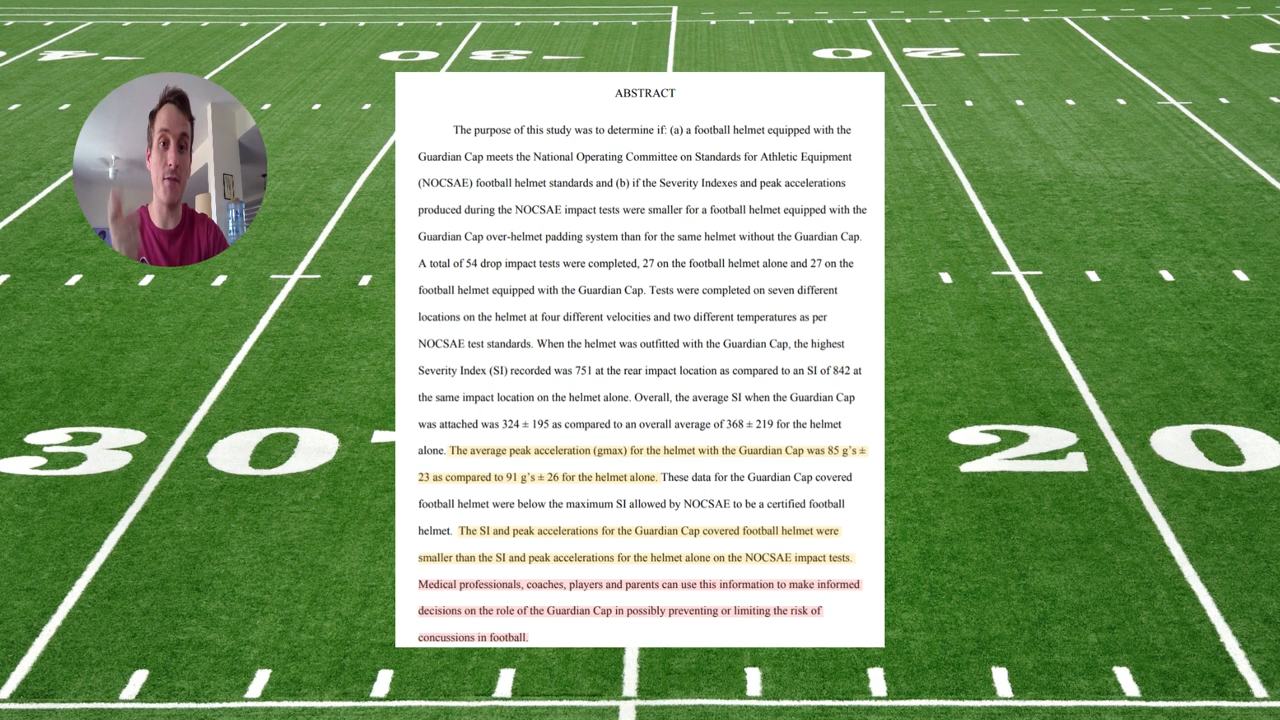 ABSTRACT
The purpose of this study was to determine if: (a) a football helmet equipped with the
Guardian Cap meets the National Operating Committee on Standards for Athletic Equipment
(NOCSAE) football helmet standards and (b) if the Severity Indexes and peak accelerations
produced during the NOCSAE impact tests were smaller for a football helmet equipped with the
Guardian Cap over-helmet padding system than for the same helmet without the Guardian Cap.
A total of 54 drop impact tests were completed, 27 on the football helmet alone and 27 on the
football helmet equipped with the Guardian Cap. Tests were completed on seven different
locations on the helmet at four different velocities and two different temperatures as per
NOCSAE test standards. When the helmet was outfitted with the Guardian Cap, the highest
Severity Index (SI) recorded was 751 at the rear impact location as compared to an SI of 842 at
the same impact location on the helmet alone. Overall, the average SI when the Guardian Cap
was attached was 324 ± 195 as compared to an overall average of 368 ± 219 for the helmet
alone. The average peak acceleration (gmax) for the helmet with the Guardian Cap was 85 g's ±
23 as compared to 91 g's ± 26 for the helmet alone. These data for the Guardian Cap covered
football helmet were below the maximum SI allowed by NOCSAE to be a certified football
helmet. The SI and peak accelerations for the Guardian Cap covered football helmet were
smaller than the SI and peak accelerations for the helmet alone on the NOCSAE impact tests.
Medical professionals, coaches, players and parents can use this information to make informed
decisions on the role of the Guardian Cap in possibly preventing or limiting the risk of
concussions in football.
30
20